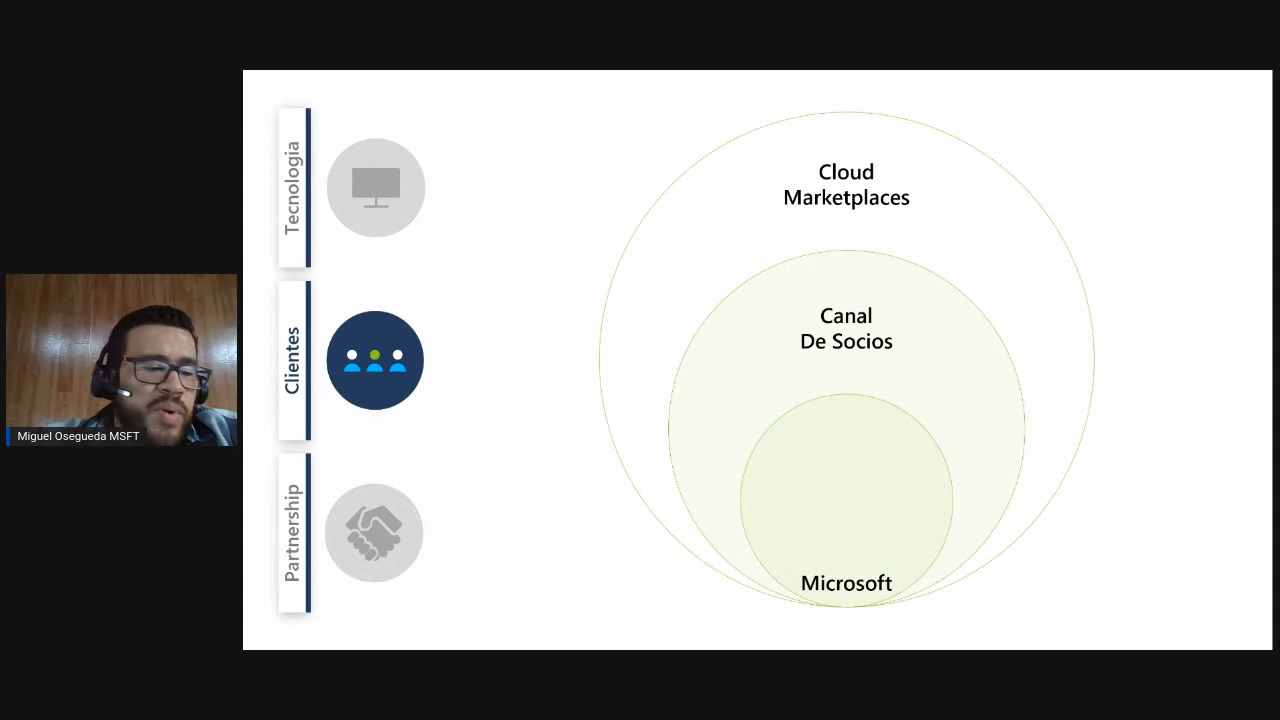 Tecnologia
Clientes
Partnership
Cloud
Marketplaces
Canal
De Socios
Microsoft
Miguel Osegueda MSFT